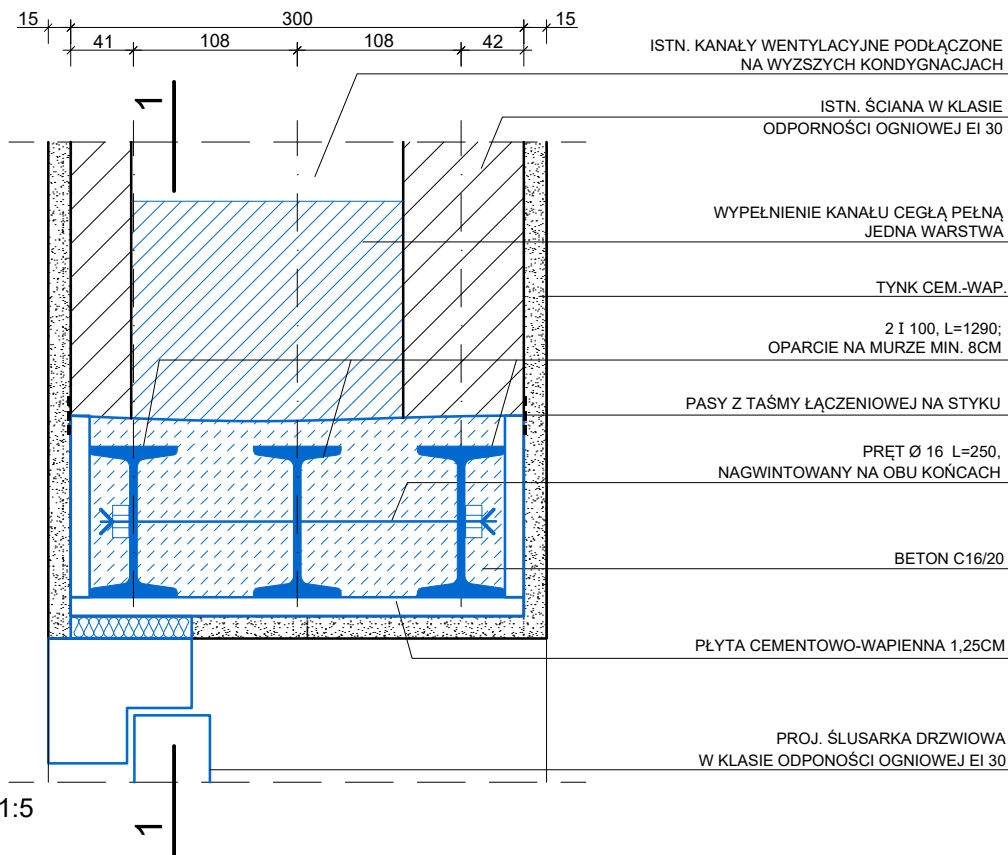 15 300 15
41 108 108 42
ISTN. KANAŁY WENTYLACYJNE PODŁĄCZONE
NA WYZSZYCH KONDYGNACJACH
1
ISTN. ŚCIANA W KLASIE
ODPORNOŚCI OGNIOWEJ EI 30
WYPEŁNIENIE KANAŁU CEGŁĄ PEŁNĄ
JEDNA WARSTWA
TYNK CEM.-WAP.
2 I 100, L=1290;
OPARCIE NA MURZE MIN. 8CM
PASY Z TAŚMY ŁĄCZENIOWEJ NA STYKU
PRĘT Ø 16 L=250,
NAGWINTOWANY NA OBU KOŃCACH
BETON C16/20
PŁYTA CEMENTOWO-WAPIENNA 1,25CM
PROJ. ŚLUSARKA DRZWIOWA
W KLASIE ODPONOŚCI OGNIOWEJ EI 30
1:5
1